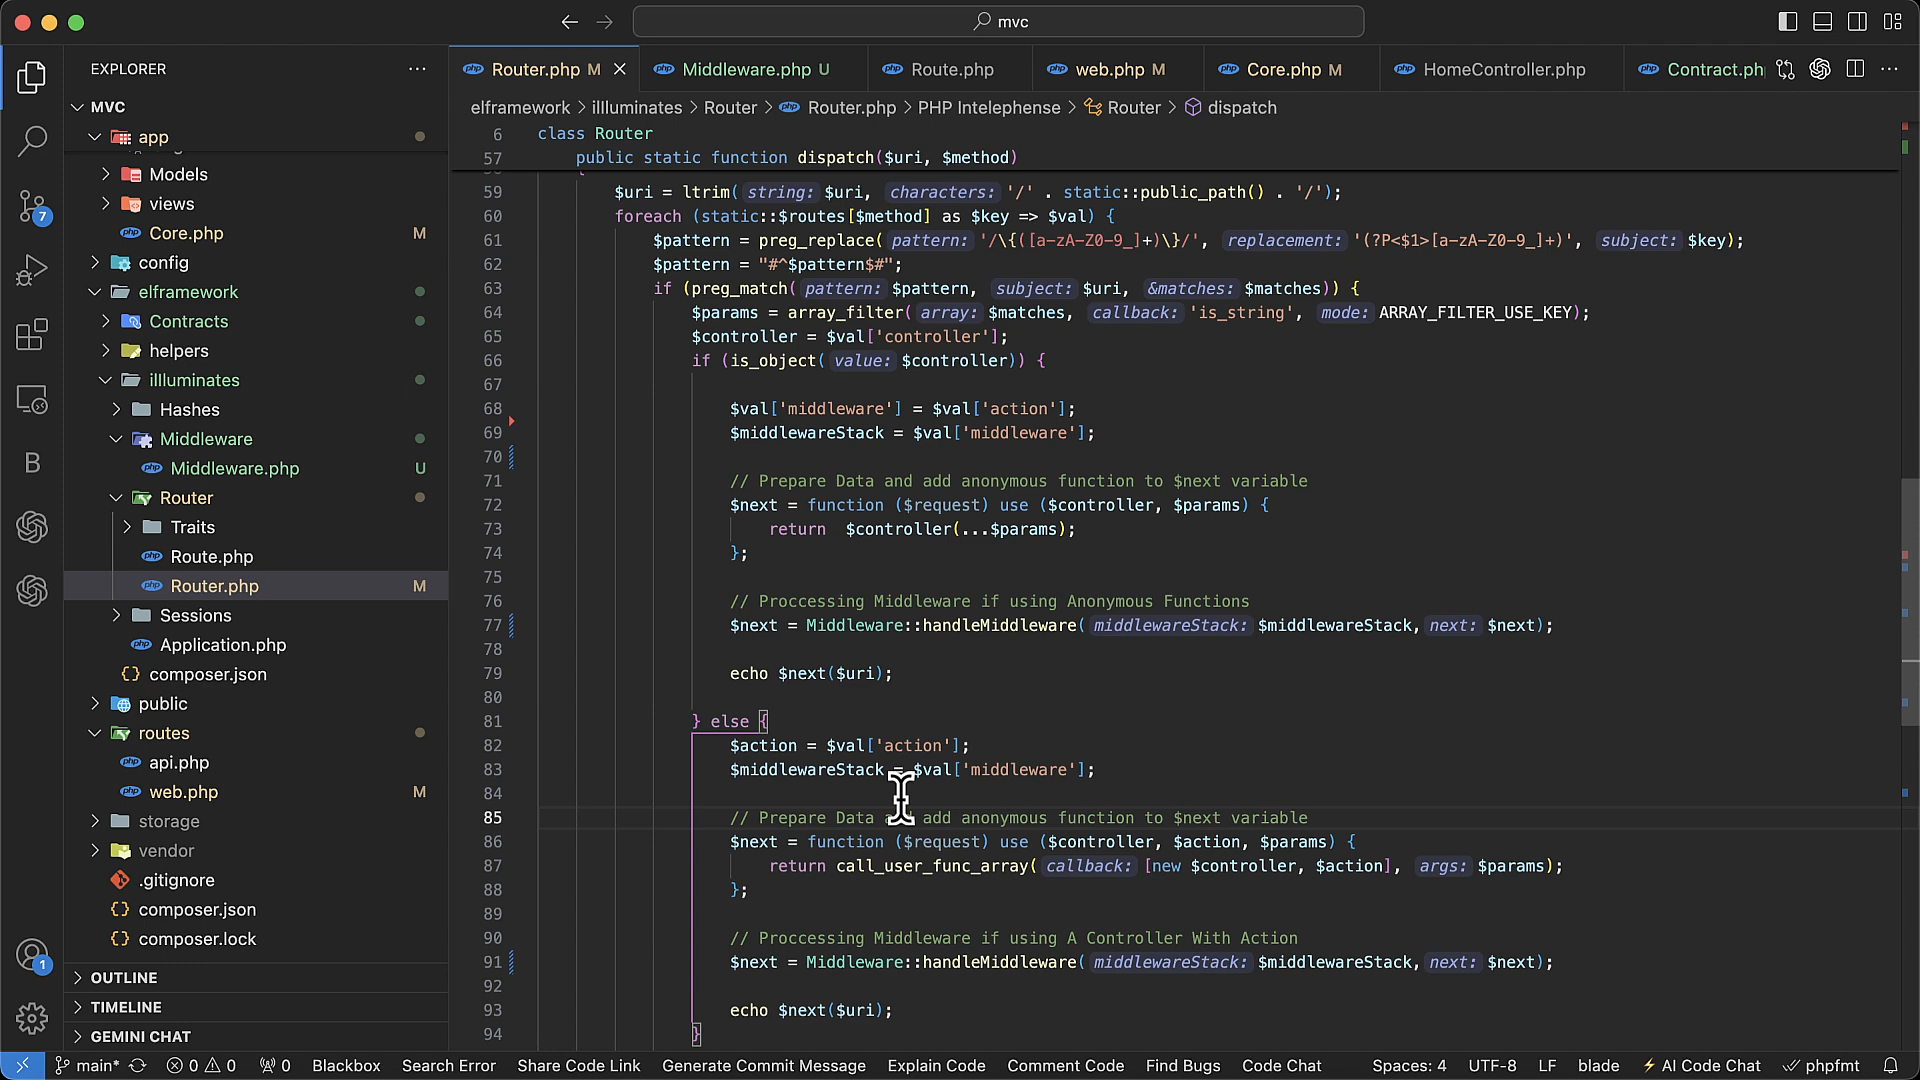 mvc
EXPLORER
MVC
app
Models
views
Core.php M
config
elframework
Contracts
helpers
illluminates
Hashes
Middleware
Middleware.php U
Router
Traits
Route.php
Router.php M
Sessions
Application.php
composer.json
public
routes
api.php
web.php M
storage
vendor
.gitignore
composer.json
composer.lock
OUTLINE
TIMELINE
GEMINI CHAT
7
B
1
Router.php M Middleware.php U Route.php web.php M Core.php M HomeController.php Contract.ph
elframework > illluminates > Router > Router.php > PHP Intelephense > Router > dispatch
6 class Router
57 public static function dispatch($uri, $method)
59 $uri = ltrim(string: $uri, characters: '/' . static::public_path() . '/');
60 foreach (static::$routes[$method] as $key => $val) {
61 $pattern = preg_replace(pattern: '/\{([a-zA-Z0-9_]+)\}/', replacement: '(?P<$1>[a-zA-Z0-9_]+)', subject: $key);
62 $pattern = "#^$pattern$#";
63 if (preg_match(pattern: $pattern, subject: $uri, &matches: $matches)) {
64 $params = array_filter(array: $matches, callback: 'is_string', mode: ARRAY_FILTER_USE_KEY);
65 $controller = $val['controller'];
66 if (is_object(value: $controller)) {
67
68 $val['middleware'] = $val['action'];
69 $middlewareStack = $val['middleware'];
70
71 // Prepare Data and add anonymous function to $next variable
72 $next = function ($request) use ($controller, $params) {
73 return $controller(...$params);
74 };
75
76 // Proccessing Middleware if using Anonymous Functions
77 $next = Middleware::handleMiddleware(middlewareStack: $middlewareStack, next: $next);
78
79 echo $next($uri);
80
81 } else {
82 $action = $val['action'];
83 $middlewareStack = $val['middleware'];
84
85 // Prepare Data and add anonymous function to $next variable
86 $next = function ($request) use ($controller, $action, $params) {
87 return call_user_func_array(callback: [new $controller, $action], args: $params);
88 };
89
90 // Proccessing Middleware if using A Controller With Action
91 $next = Middleware::handleMiddleware(middlewareStack: $middlewareStack, next: $next);
92
93 echo $next($uri);
94 }
main* 0 0 0 Blackbox Search Error Share Code Link Generate Commit Message Explain Code Comment Code Find Bugs Code Chat Spaces: 4 UTF-8 LF blade AI Code Chat phpfmt